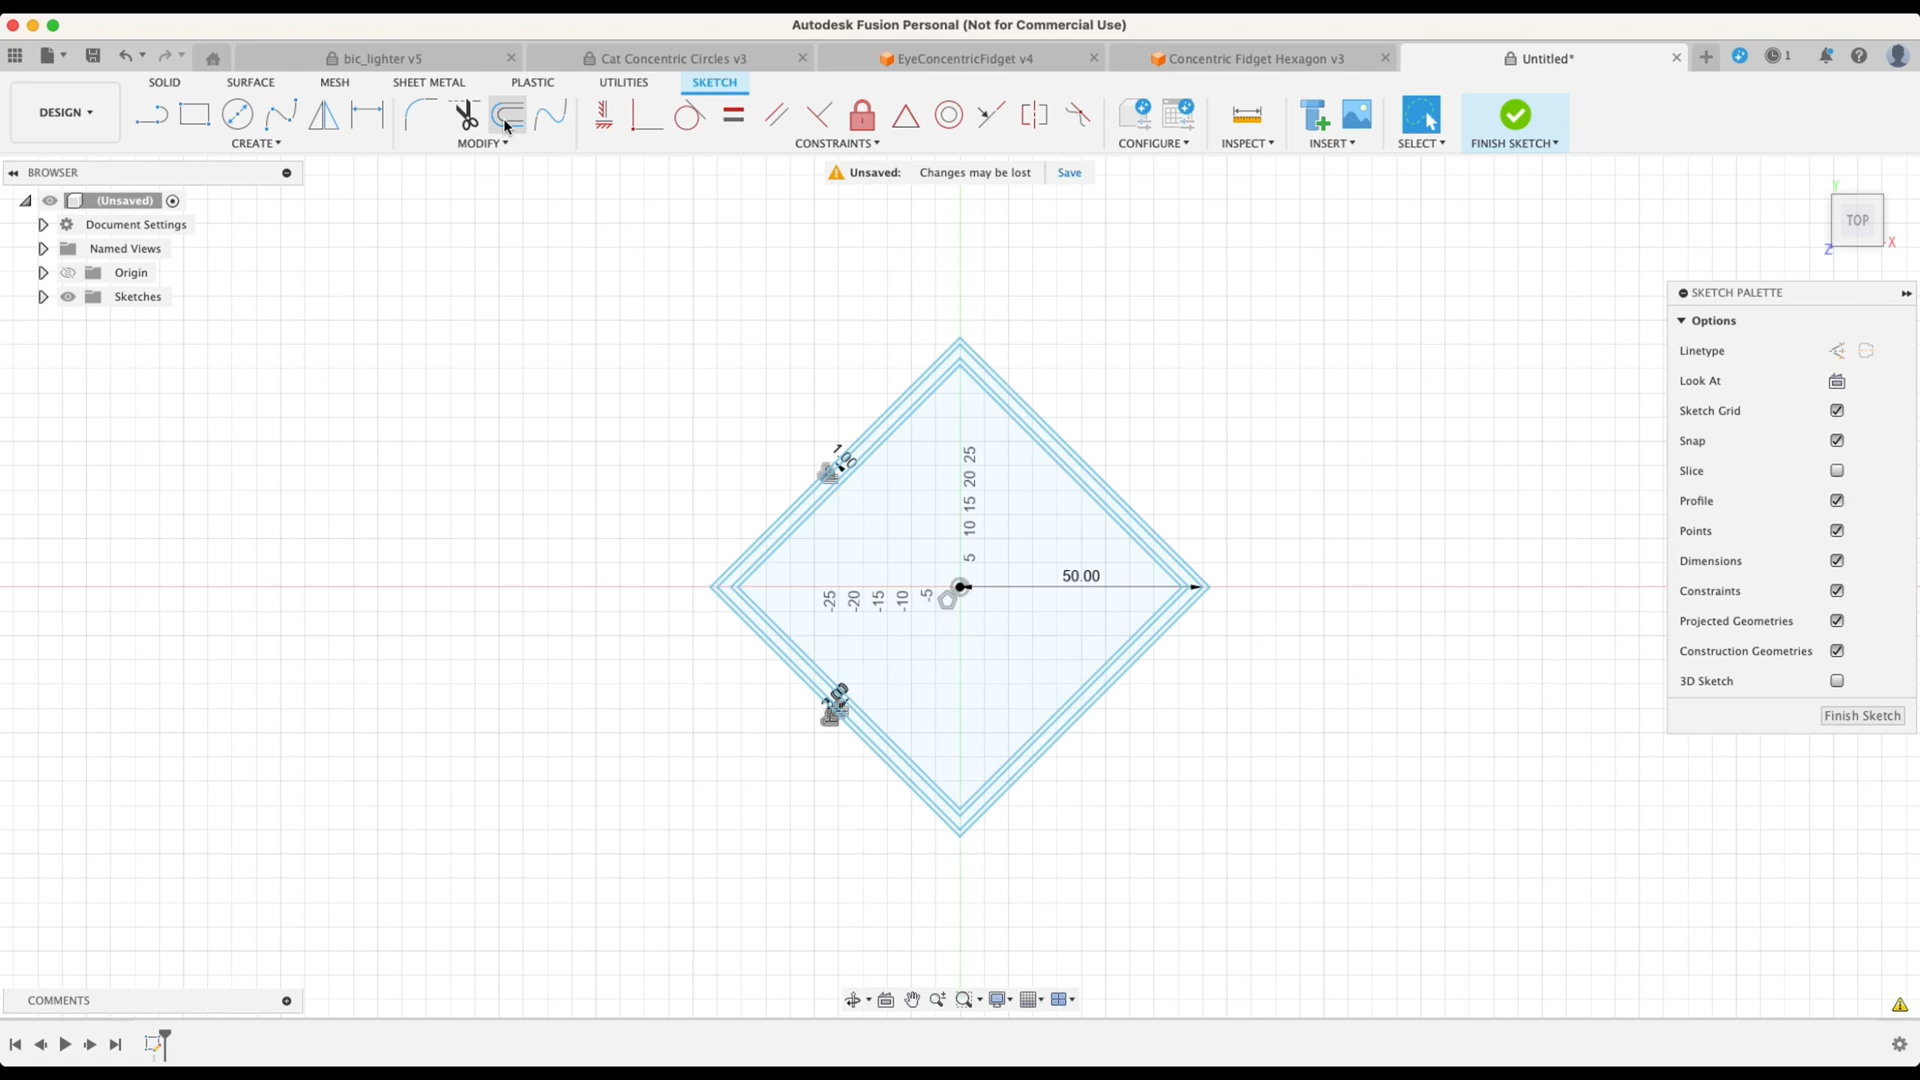 Autodesk Fusion Personal (Not for Commercial Use)
bic_lighter v5
Cat Concentric Circles v3
EyeConcentricFidget v4
Concentric Fidget Hexagon v3
Untitled*
1
SOLID
SURFACE
MESH
SHEET METAL
PLASTIC
UTILITIES
SKETCH
DESIGN
CREATE
MODIFY
CONSTRAINTS
CONFIGURE
INSPECT
INSERT
SELECT
FINISH SKETCH
BROWSER
Unsaved: Changes may be lost Save
(Unsaved)
Document Settings
Named Views
Origin
Sketches
Y
TOP
X
Z
SKETCH PALETTE
Options
Linetype
Look At
Sketch Grid
Snap
Slice
Profile
Points
Dimensions
Constraints
Projected Geometries
Construction Geometries
3D Sketch
Finish Sketch
1.00
25
20
15
10
5
50.00
-25
-20
-15
-10
-5
COMMENTS